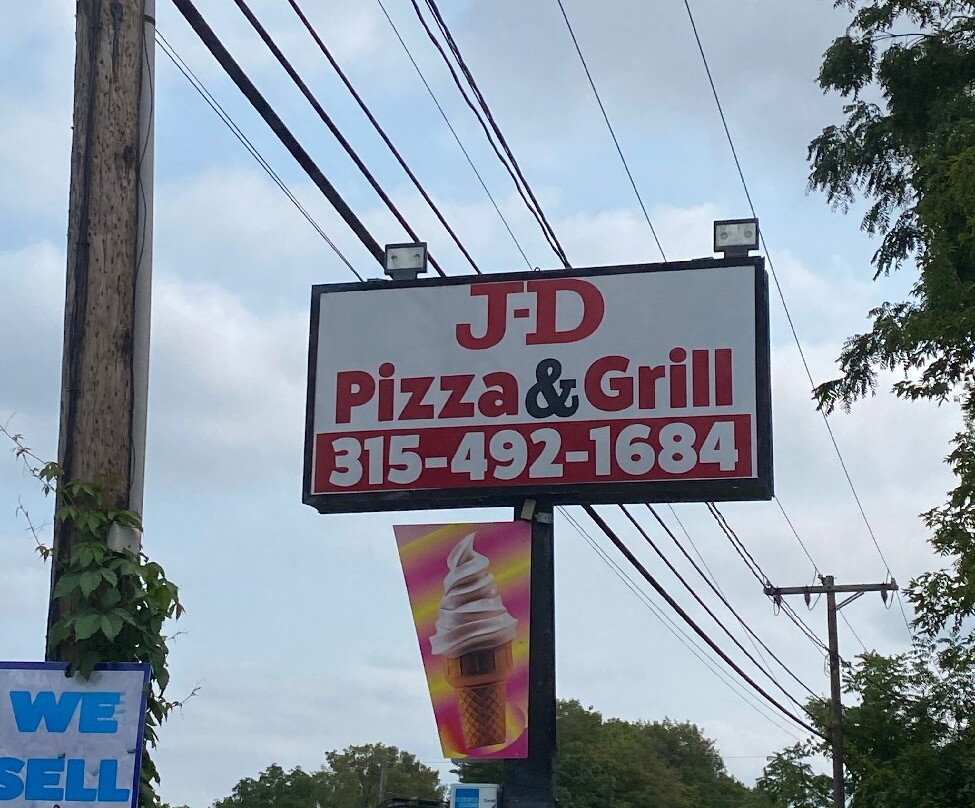 J-D
Pizza & Grill
315-492-1684
WE
SELL